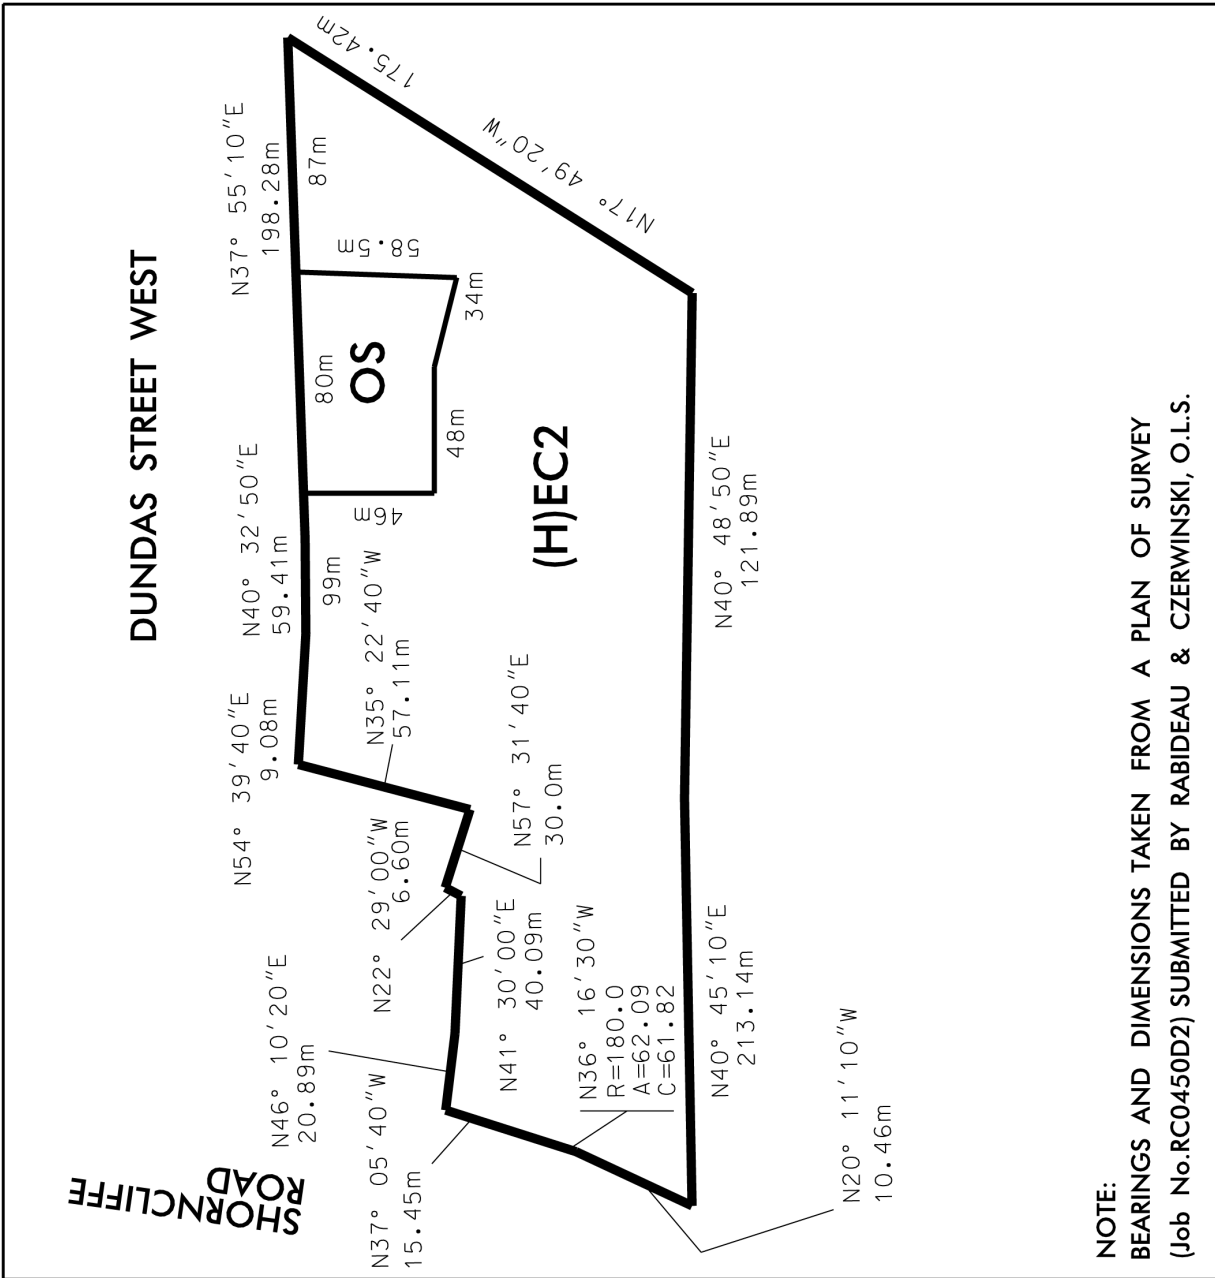 DUNDAS STREET WEST
N54° 39'40"E
9.08m
N40° 32'50"E
59.41m
N37° 55'10"E
198.28m
99m
80m
87m
46m
OS
58.5m
48m
34m
175.42m
N17° 49'20"W
SHORNCLIFFE
ROAD
N46° 10'20"E
20.89m
N22° 29'00"W
6.60m
N35° 22'40"W
57.11m
N37° 05'40"W
15.45m
N41° 30'00"E
40.09m
N57° 31'40"E
30.0m
(H)EC2
N36° 16'30"W
R=180.0
A=62.09
C=61.82
N40° 45'10"E
213.14m
N40° 48'50"E
121.89m
N20° 11'10"W
10.46m
NOTE:
BEARINGS AND DIMENSIONS TAKEN FROM A PLAN OF SURVEY
(Job No.RC0450D2) SUBMITTED BY RABIDEAU & CZERWINSKI, O.L.S.